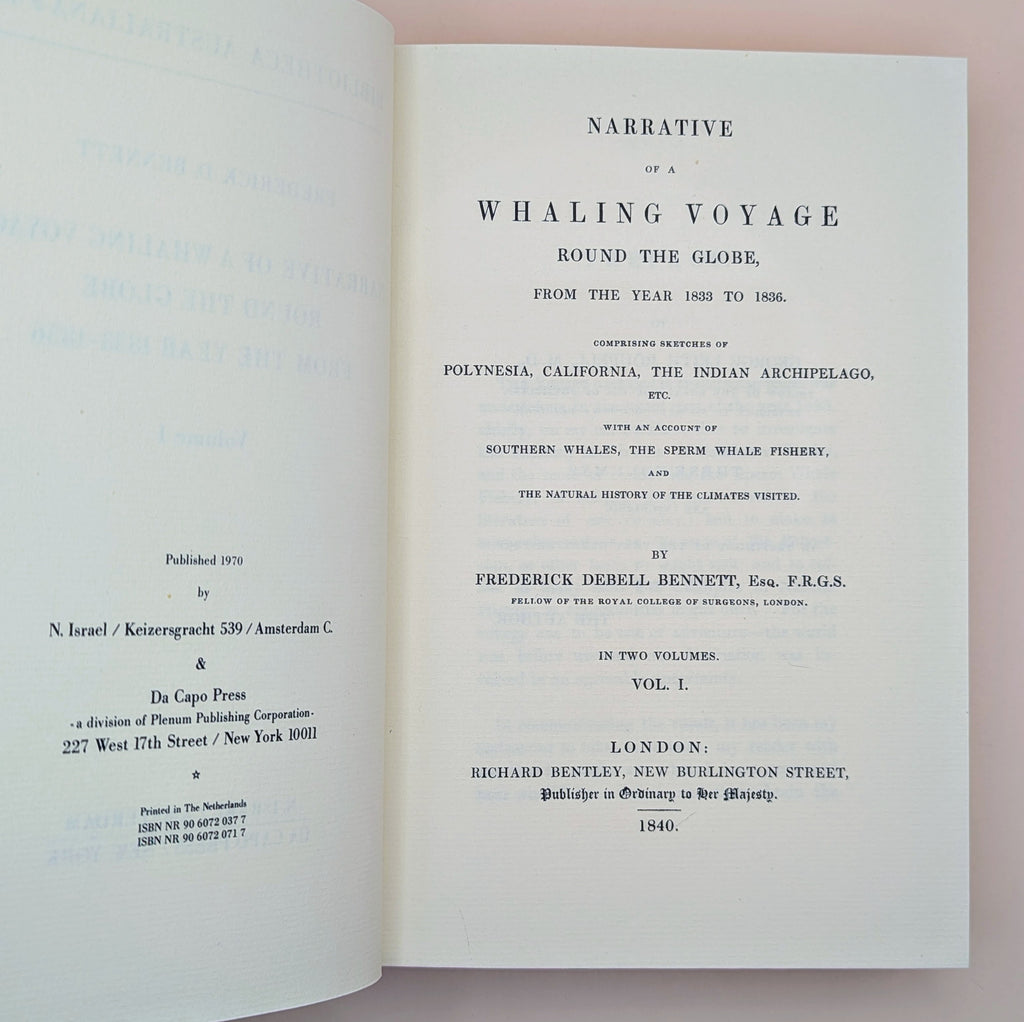 Published 1970
by
N. Israel / Keizersgracht 539 / Amsterdam C.
&
Da Capo Press
- a division of Plenum Publishing Corporation -
227 West 17th Street / New York 10011
☆
Printed in The Netherlands
ISBN NR 90 6072 037 7
ISBN NR 90 6072 071 7
NARRATIVE
OF A
WHALING VOYAGE
ROUND THE GLOBE,
FROM THE YEAR 1833 TO 1836.
COMPRISING SKETCHES OF
POLYNESIA, CALIFORNIA, THE INDIAN ARCHIPELAGO,
ETC.
WITH AN ACCOUNT OF
SOUTHERN WHALES, THE SPERM WHALE FISHERY,
AND
THE NATURAL HISTORY OF THE CLIMATES VISITED.
BY
FREDERICK DEBELL BENNETT, Esq. F.R.G.S.
FELLOW OF THE ROYAL COLLEGE OF SURGEONS, LONDON.
IN TWO VOLUMES.
VOL. I.
LONDON:
RICHARD BENTLEY, NEW BURLINGTON STREET,
Publisher in Ordinary to Her Majesty.
1840.